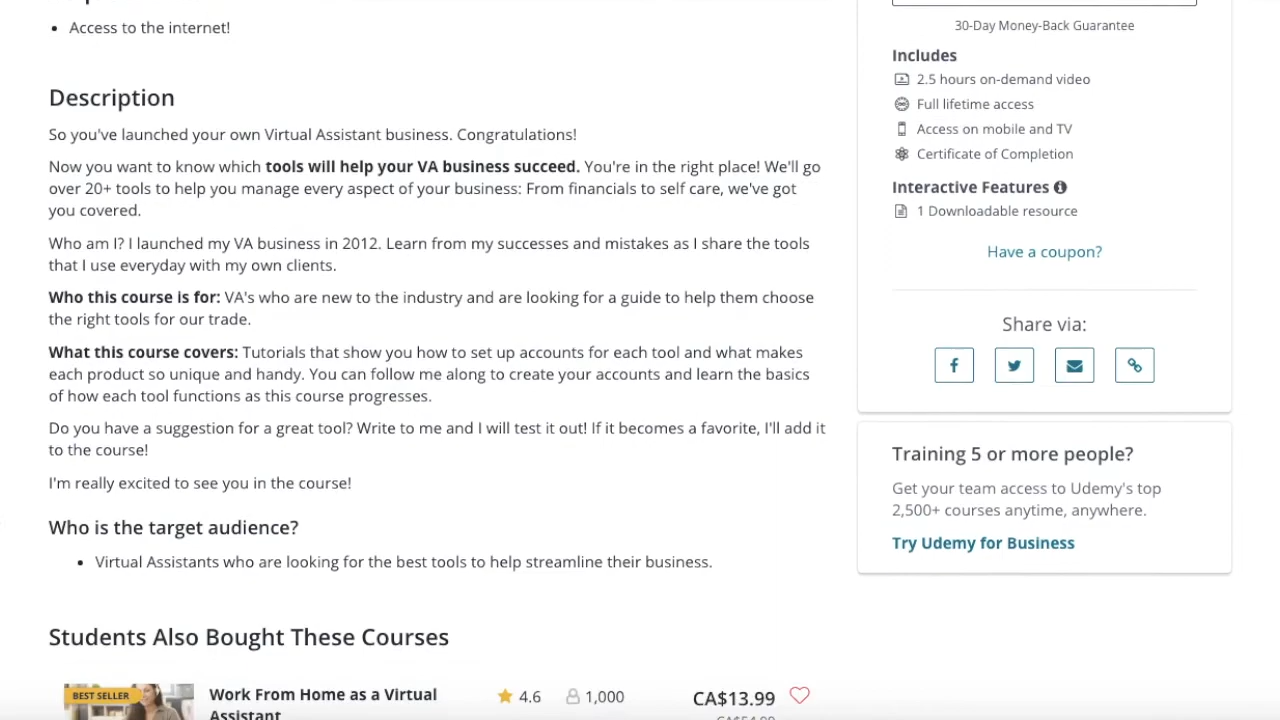 Access to the internet!
Description
So you've launched your own Virtual Assistant business. Congratulations!
Now you want to know which tools will help your VA business succeed. You're in the right place! We'll go
over 20+ tools to help you manage every aspect of your business: From financials to self care, we've got
you covered.
Who am I? I launched my VA business in 2012. Learn from my successes and mistakes as I share the tools
that I use everyday with my own clients.
Who this course is for: VA's who are new to the industry and are looking for a guide to help them choose
the right tools for our trade.
What this course covers: Tutorials that show you how to set up accounts for each tool and what makes
each product so unique and handy. You can follow me along to create your accounts and learn the basics
of how each tool functions as this course progresses.
Do you have a suggestion for a great tool? Write to me and I will test it out! If it becomes a favorite, I'll add it
to the course!
I'm really excited to see you in the course!
Who is the target audience?
Virtual Assistants who are looking for the best tools to help streamline their business.
Students Also Bought These Courses
BEST SELLER
Work From Home as a Virtual
Assistant
4.6
1,000
CA$13.99
30-Day Money-Back Guarantee
Includes
2.5 hours on-demand video
Full lifetime access
Access on mobile and TV
Certificate of Completion
Interactive Features
1 Downloadable resource
Have a coupon?
Share via:
Training 5 or more people?
Get your team access to Udemy's top
2,500+ courses anytime, anywhere.
Try Udemy for Business